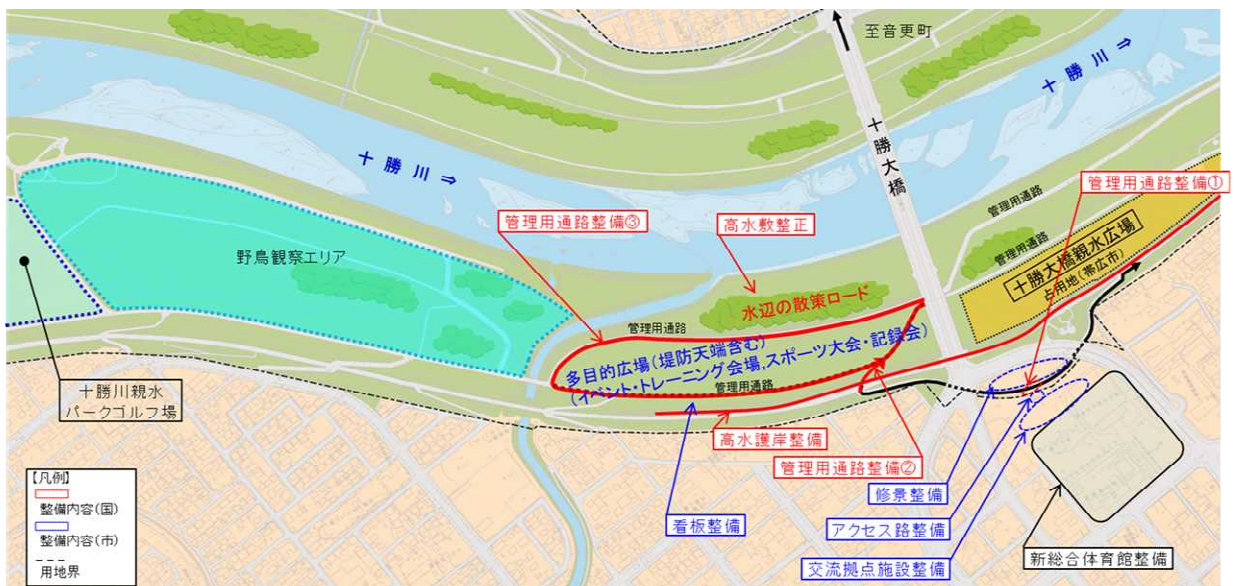 至音更町
十勝川⇒
十勝川⇒
十勝大橋
管理用通路整備①
管理用通路整備③
高水敷整正
管理用通路
管理用通路
十勝大橋親水広場
占用地(帯広市)
野鳥観察エリア
水辺の散策ロード
管理用通路
多目的広場(堤防天端含む)
(イベント・トレーニング会場,スポーツ大会・記録会)
管理用通路
十勝川親水
パークゴルフ場
高水護岸整備
管理用通路整備②
修景整備
看板整備
アクセス路整備
交流拠点施設整備
新総合体育館整備
【凡例】
整備内容(国)
整備内容(市)
用地界